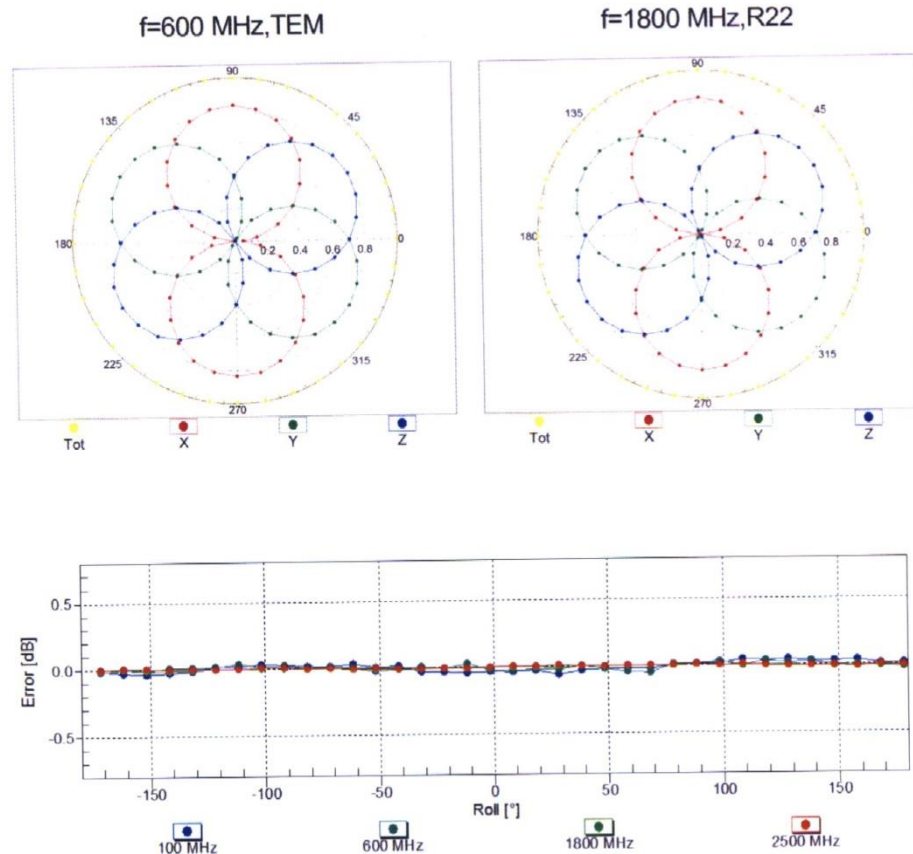 f=600 MHz,TEM
f=1800 MHz,R22
90
135
45
180
0.2
0.4
0.6
0.8
0
225
315
270
Tot
X
Y
Z
90
135
45
180
0.2
0.4
0.6
0.8
0
225
315
270
Tot
X
Y
Z
Error [dB]
0.5
0.0
-0.5
-150
-100
-50
0
50
100
150
Roll [°]
100 MHz
600 MHz
1800 MHz
2500 MHz